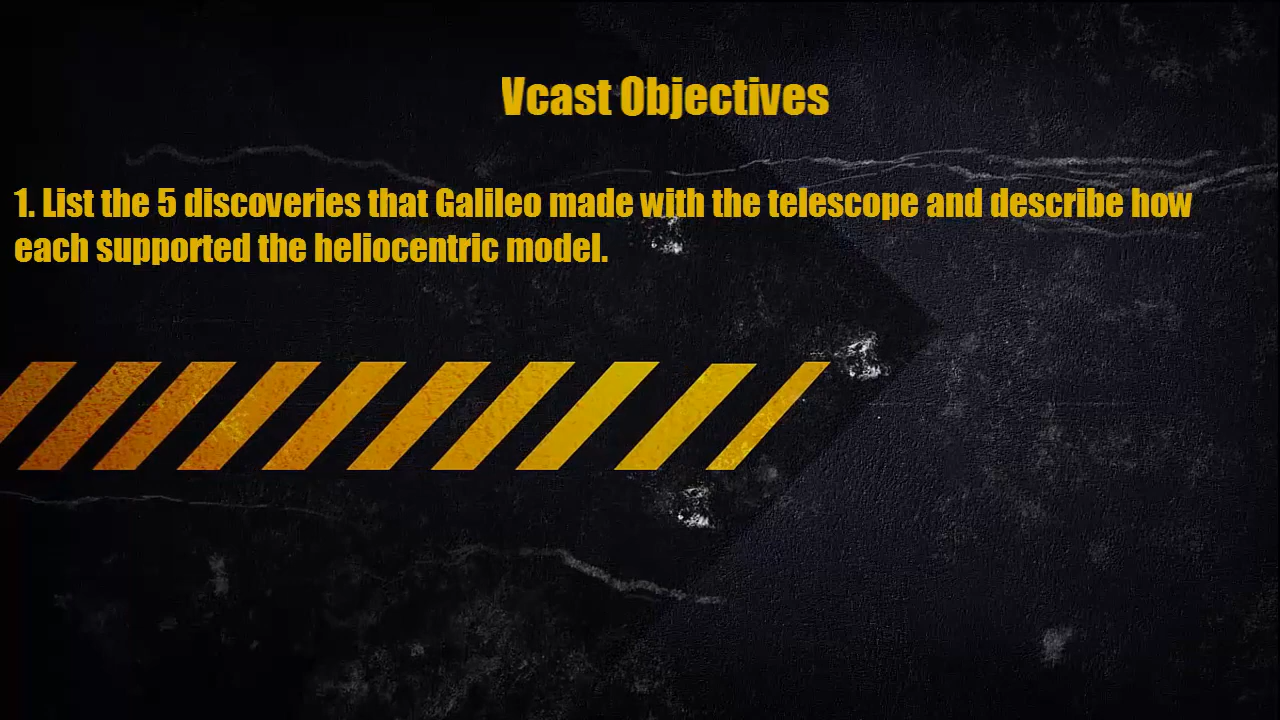 Vcast Objectives
1. List the 5 discoveries that Galileo made with the telescope and describe how
each supported the heliocentric model.